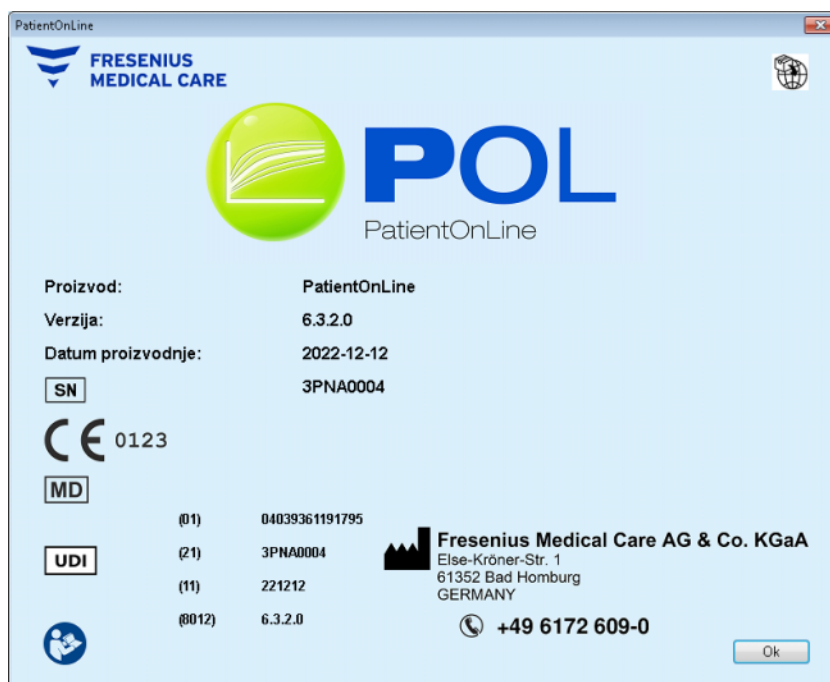 PatientOnLine
FRESENIUS
MEDICAL CARE
POL
PatientOnLine
Proizvod: PatientOnLine
Verzija: 6.3.2.0
Datum proizvodnje: 2022-12-12
SN 3PNA0004
CE 0123
MD
UDI
(01) 04039361191795
(21) 3PNA0004
(11) 221212
(8012) 6.3.2.0
Fresenius Medical Care AG & Co. KGaA
Else-Kröner-Str. 1
61352 Bad Homburg
GERMANY
+49 6172 609-0
Ok